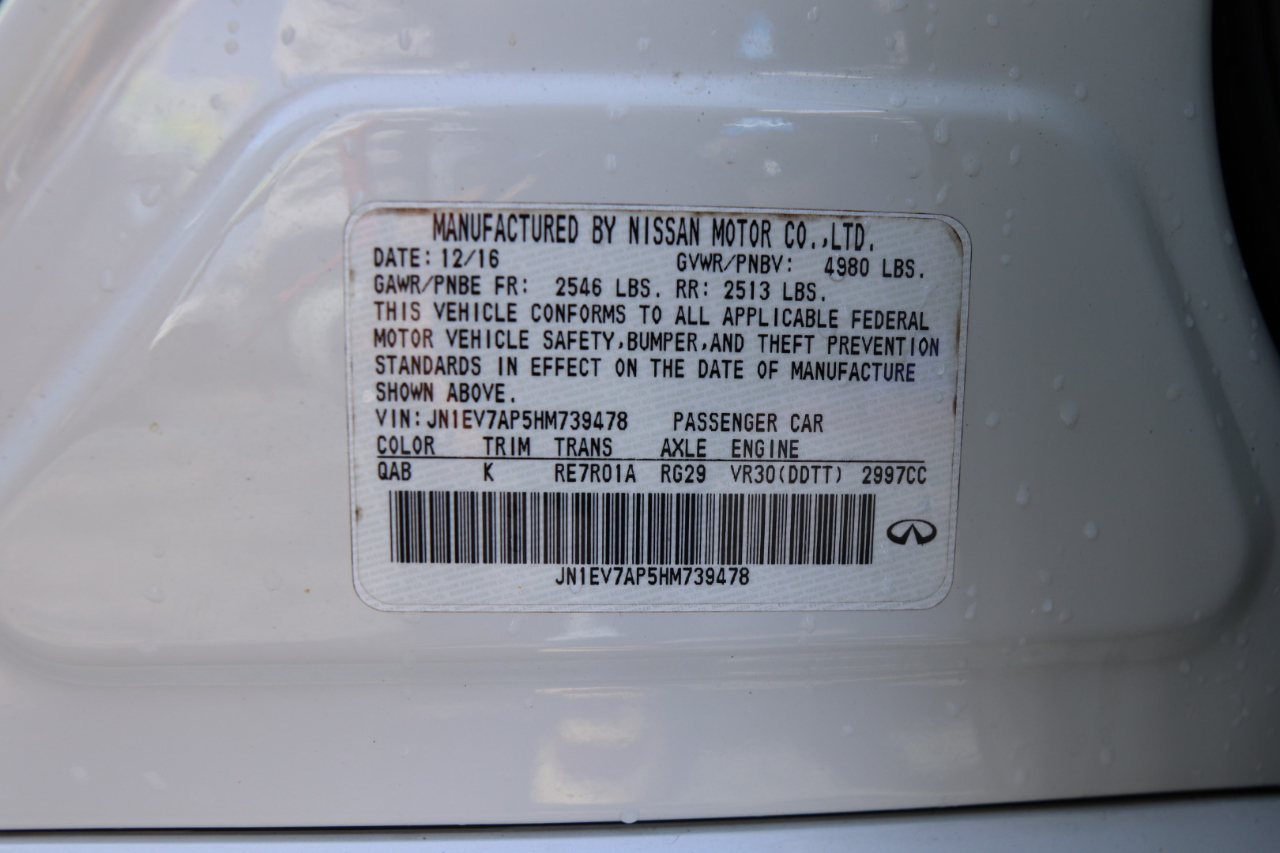 MANUFACTURED BY NISSAN MOTOR CO.,LTD.
DATE: 12/16 GVWR/PNBV: 4980 LBS.
GAWR/PNBE FR: 2546 LBS. RR: 2513 LBS.
THIS VEHICLE CONFORMS TO ALL APPLICABLE FEDERAL
MOTOR VEHICLE SAFETY,BUMPER,AND THEFT PREVENTION
STANDARDS IN EFFECT ON THE DATE OF MANUFACTURE
SHOWN ABOVE.
VIN: JN1EV7AP5HM739478 PASSENGER CAR
COLOR TRIM TRANS AXLE ENGINE
QAB K RE7R01A RG29 VR30(DDTT) 2997CC
JN1EV7AP5HM739478